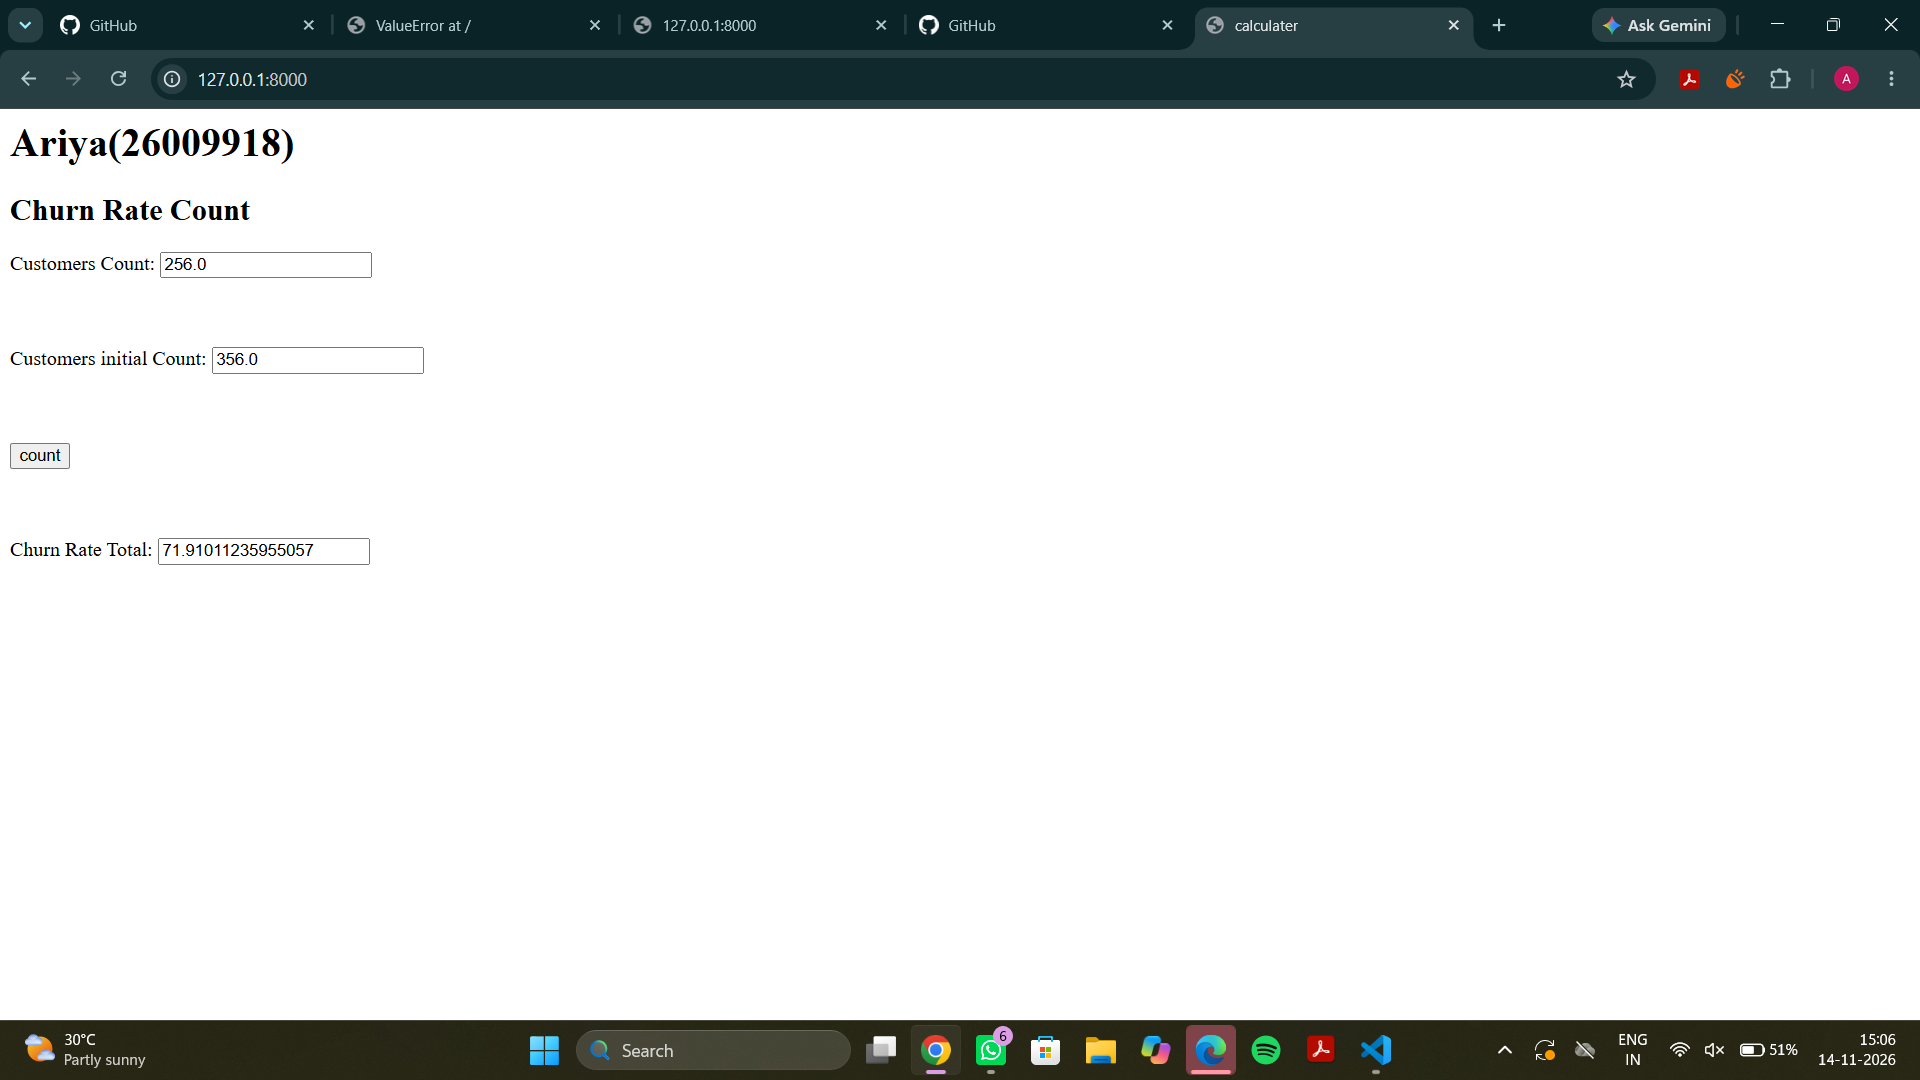 GitHub
ValueError at /
127.0.0.1:8000
GitHub
calculater
Ask Gemini
127.0.0.1:8000
A
Ariya(26009918)
Churn Rate Count
Customers Count: 256.0
Customers initial Count: 356.0
count
Churn Rate Total: 71.91011235955057
30°C
Partly sunny
Search
6
ENG
IN
51%
15:06
14-11-2026